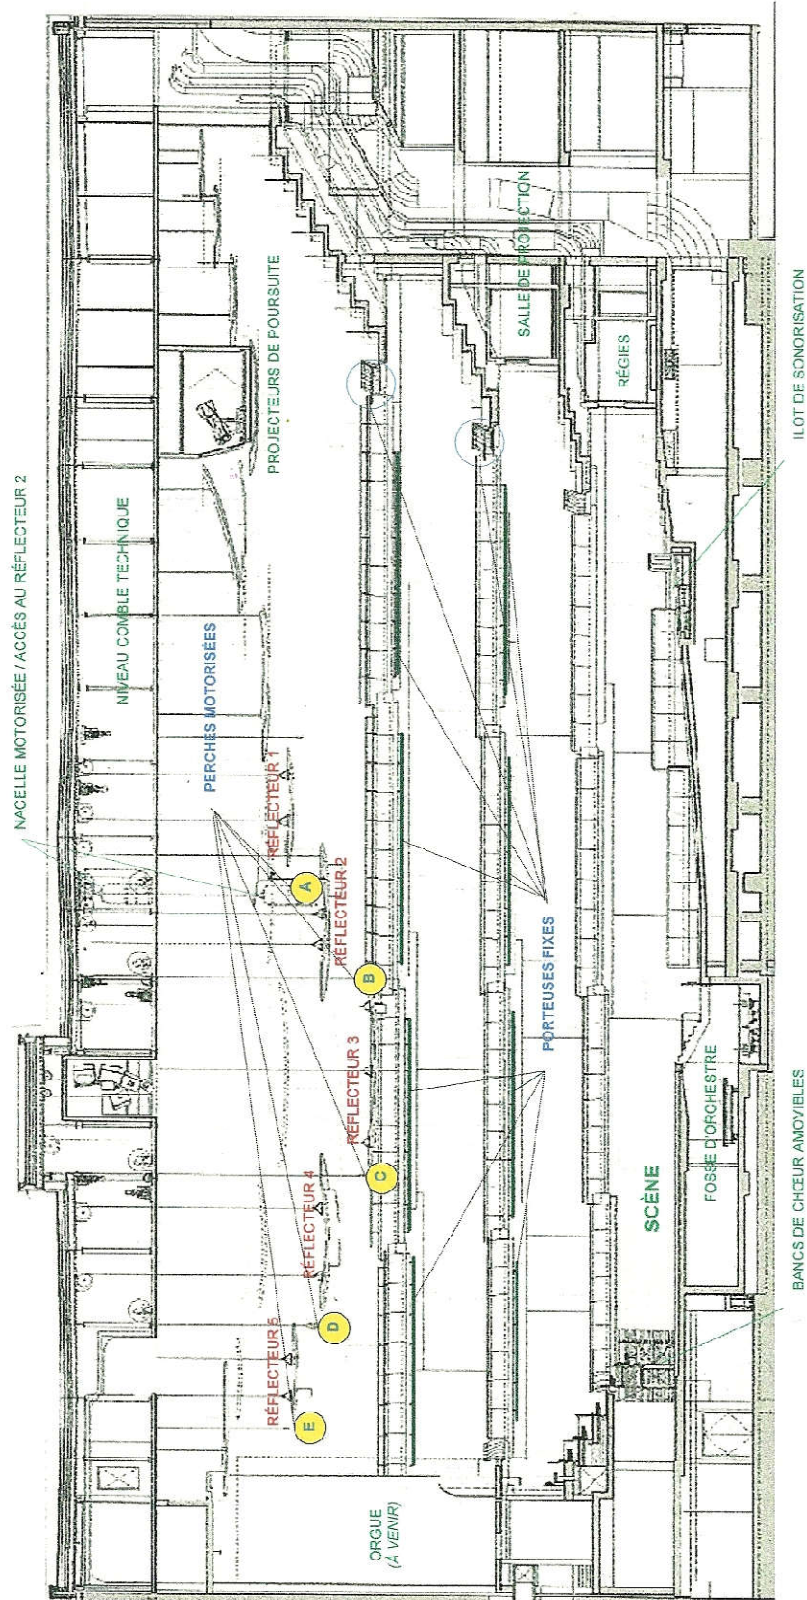 NACELLE MOTORISÉE / ACCÈS AU RÉFLECTEUR 2
NIVEAU COMBLE TECHNIQUE
PERCHES MOTORISÉES
PROJECTEURS DE POURSUITE
RÉFLECTEUR 5
RÉFLECTEUR 4
RÉFLECTEUR 3
RÉFLECTEUR 2
RÉFLECTEUR 1
E
D
C
B
A
ORGUE
(À VENIR)
PORTEUSES FIXES
SALLE DE PROJECTION
RÉGIES
SCÈNE
FOSSE D'ORCHESTRE
BANCS DE CHŒUR AMOVIBLES
ILOT DE SONORISATION